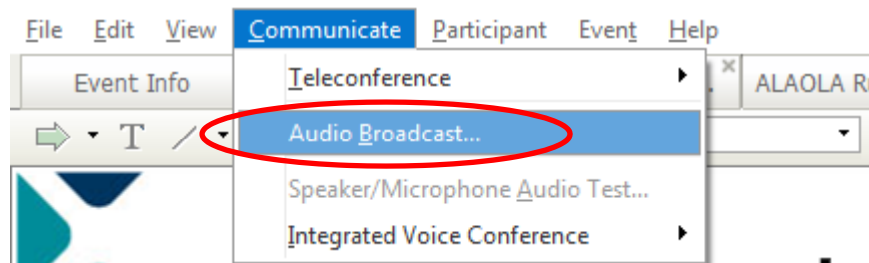 File Edit View Communicate Participant Event Help
Event Info
ALAOLA
Teleconference
T
Audio Broadcast...
Speaker/Microphone Audio Test...
Integrated Voice Conference